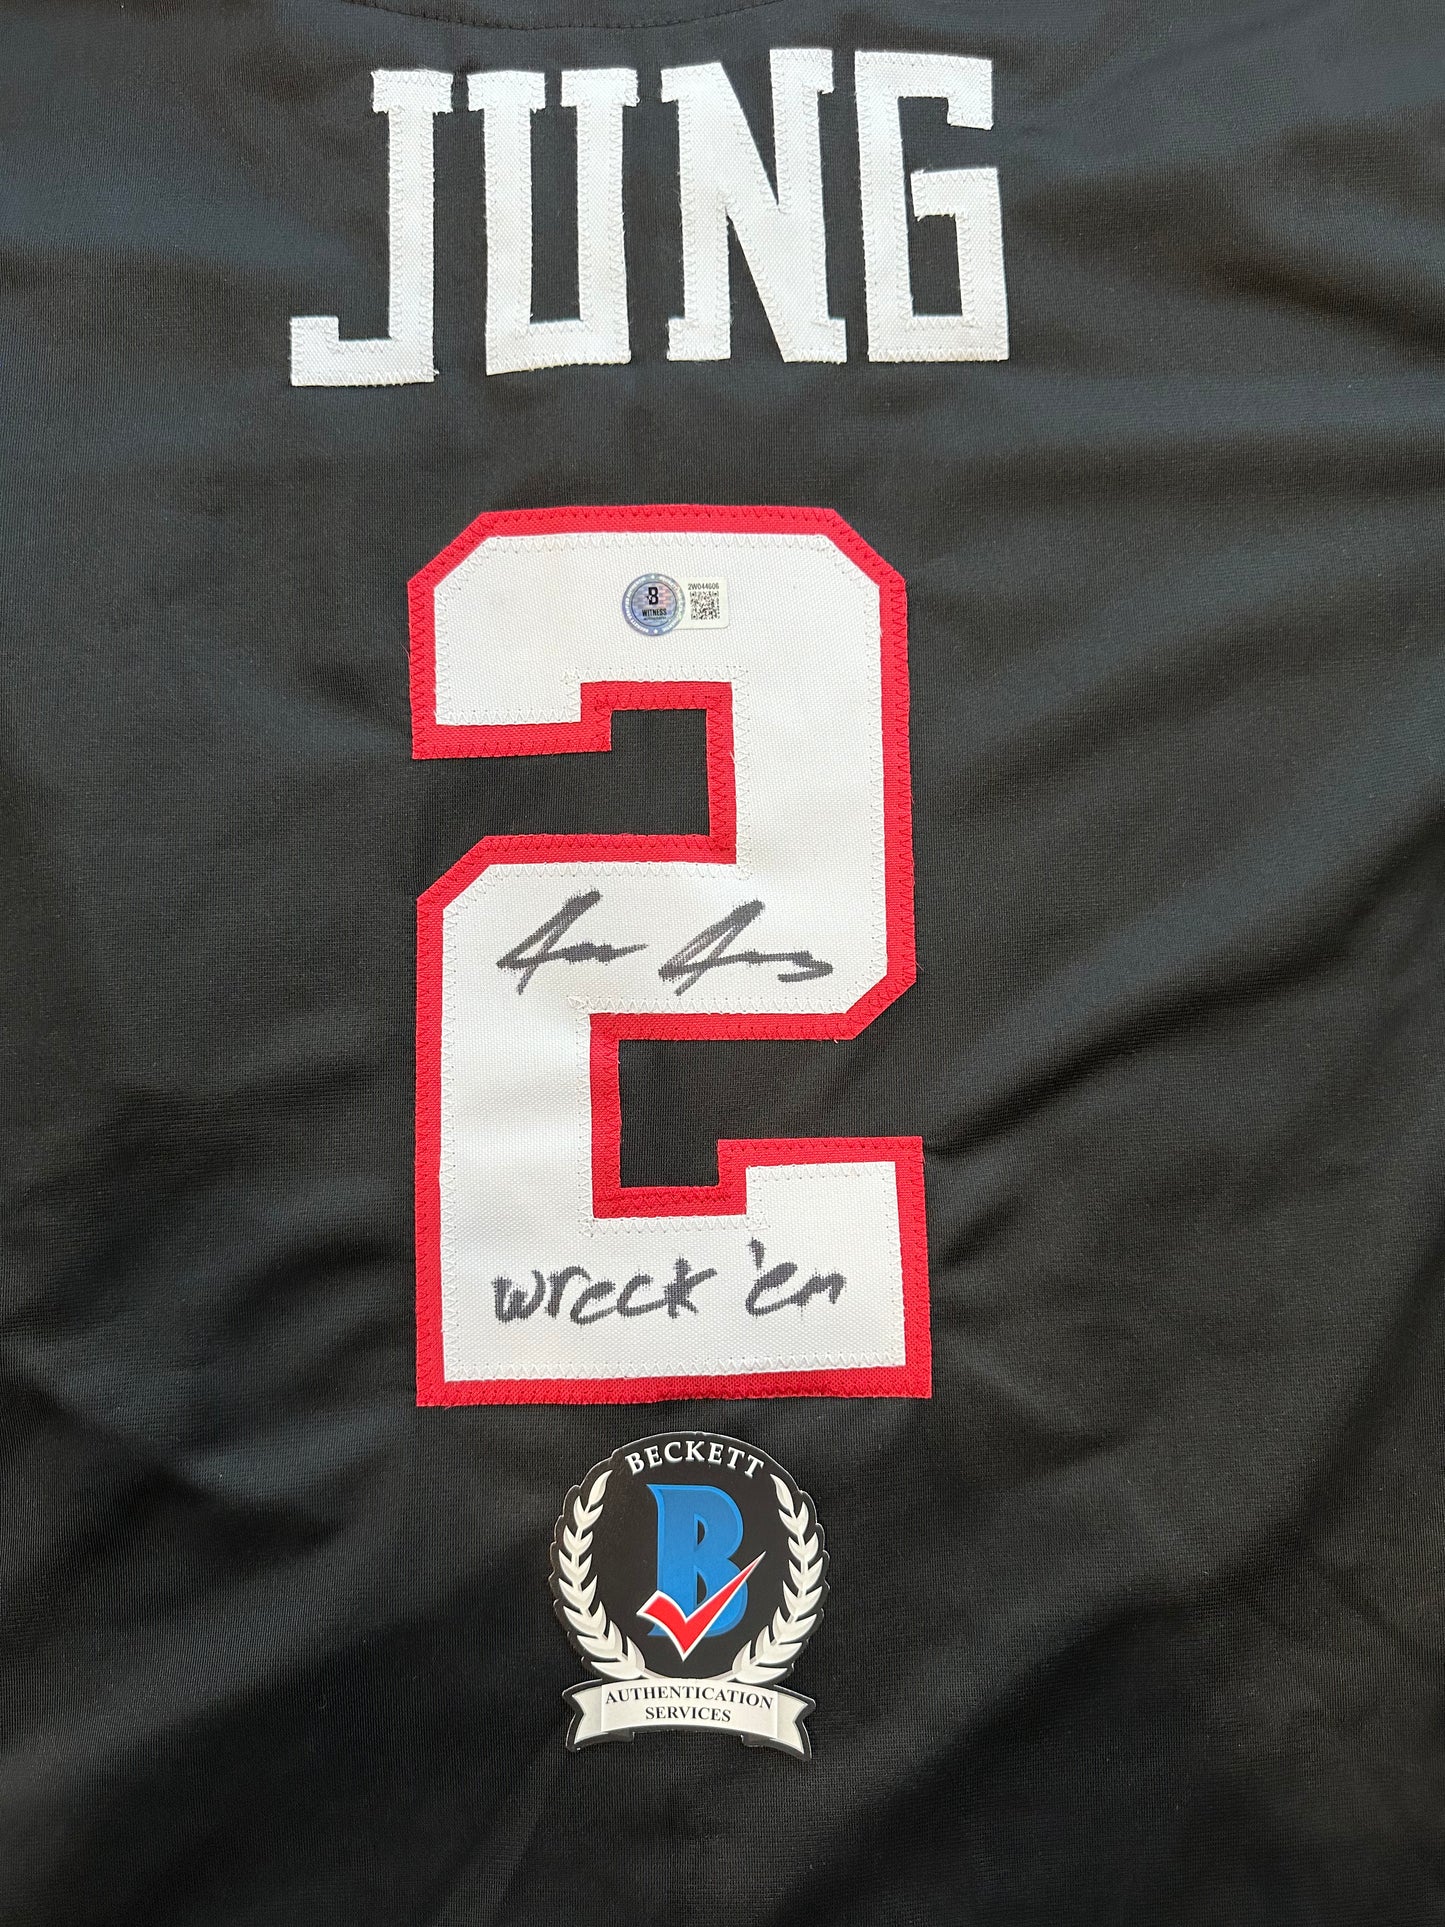 JUNG
2
B
WITNESS
2W044606
wreck 'em
BECKETT
B
AUTHENTICATION
SERVICES